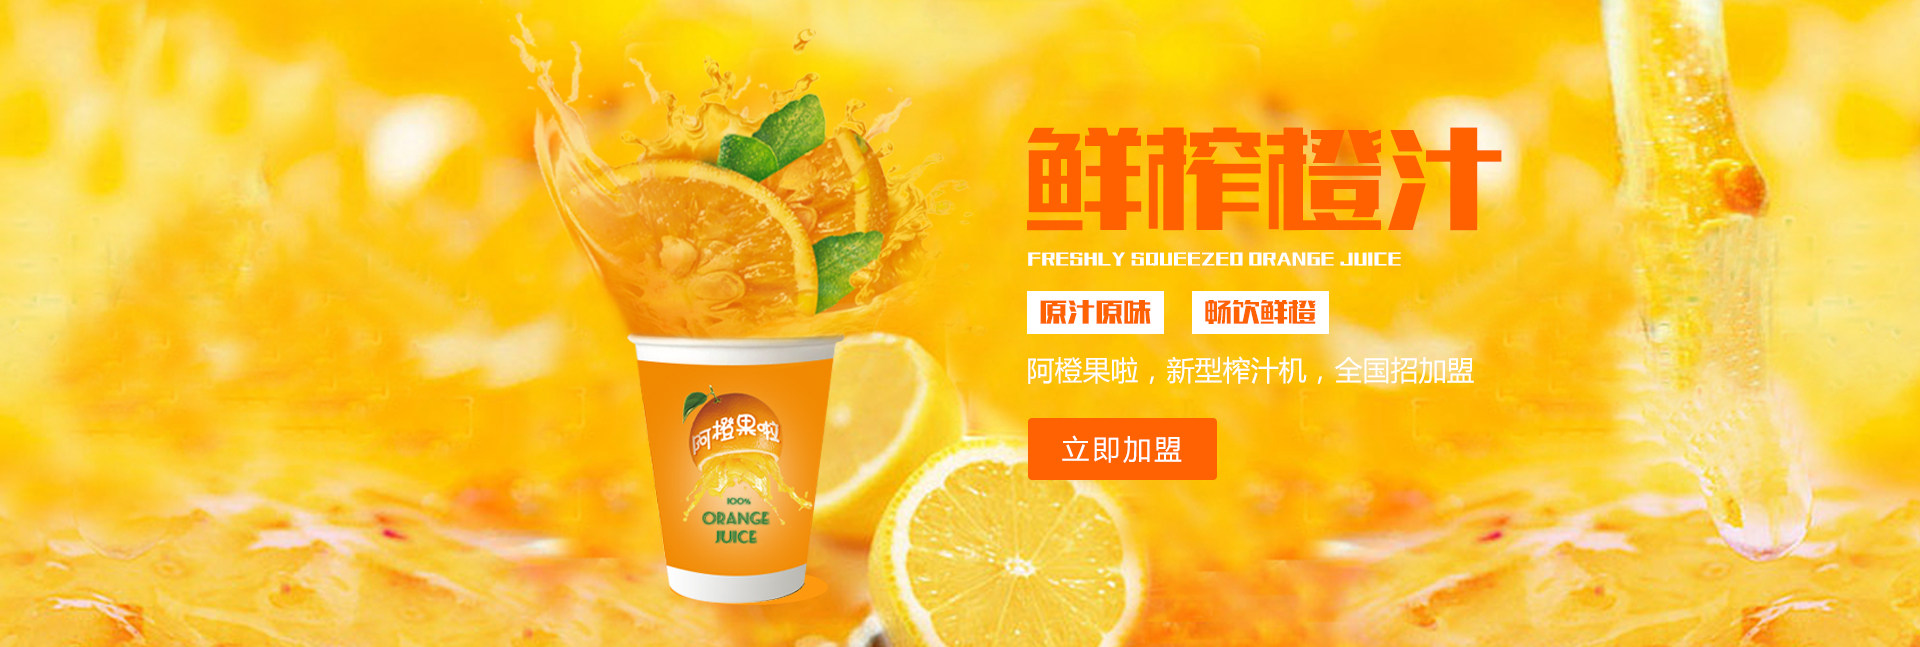 鲜榨橙汁
FRESHLY SQUEEZED ORANGE JUICE
原汁原味 畅饮鲜橙
阿橙果啦，新型榨汁机，全国招加盟
立即加盟
阿橙果啦
100%
ORANGE
JUICE